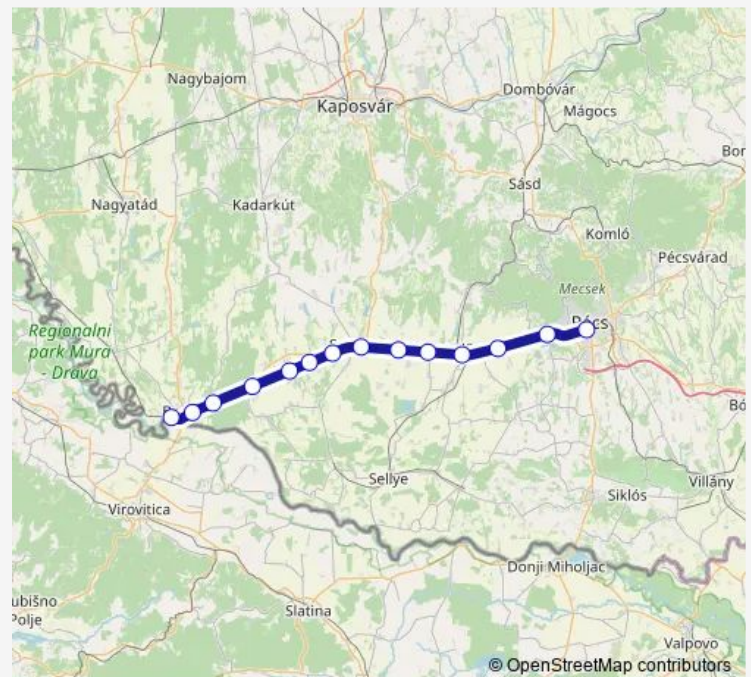 Nagybajom
Kaposvár
Dombóvár
Mágocs
Bor
Sásd
Nagyatád
Kadarkút
Komló
Pécsvárad
Mecsek
Pécs
Regionalni
park Mura
- Drava
Bó
Sellye
Villány
Siklós
Virovitica
Donji Miholjac
ubišno
Polje
Slatina
Valpovo
© OpenStreetMap contributors